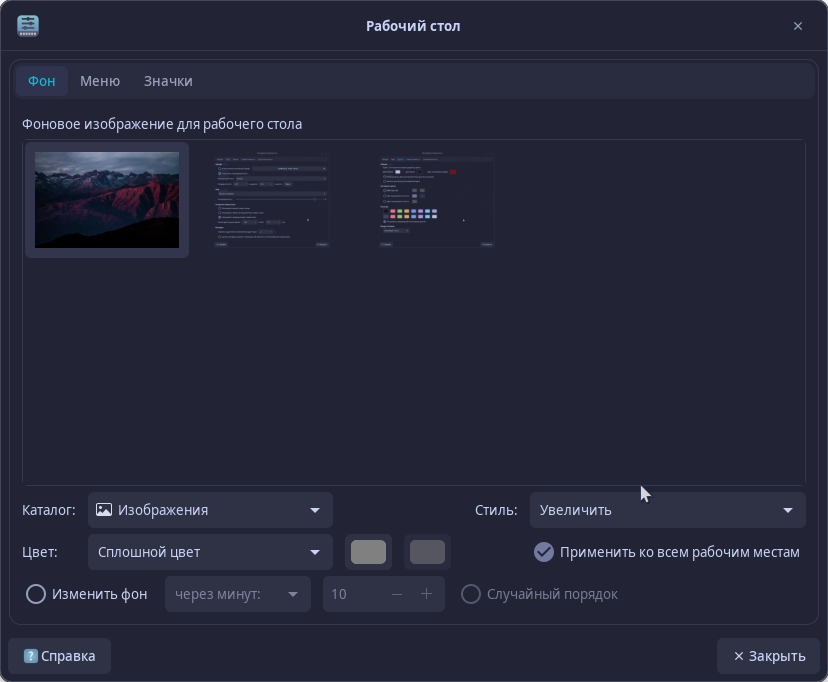 Рабочий стол
Фон Меню Значки
Фоновое изображение для рабочего стола
Каталог: Изображения Стиль: Увеличить
Цвет: Сплошной цвет Применить ко всем рабочим местам
Изменить фон через минут: 10 Случайный порядок
? Справка Закрыть